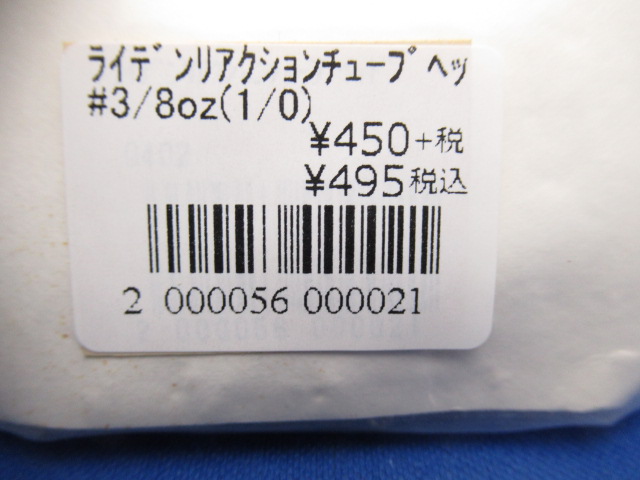 ﾗｲﾃﾞﾝﾘｱｸｼｮﾝﾁｭｰﾌﾞﾍｯ
#3/8oz(1/0)
¥450+税
¥495税込
2 000056 000021